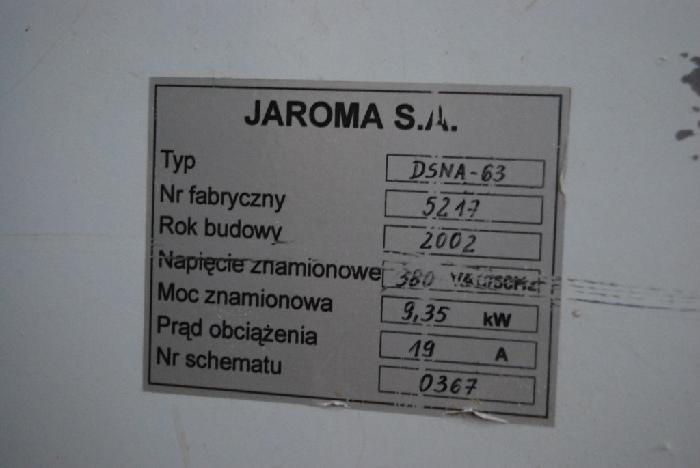 JAROMA S.A.
Typ DSNA-63
Nr fabryczny 5217
Rok budowy 2002
Napięcie znamionowe 380
Moc znamionowa 9,35 kW
Prąd obciążenia 19 A
Nr schematu 0367